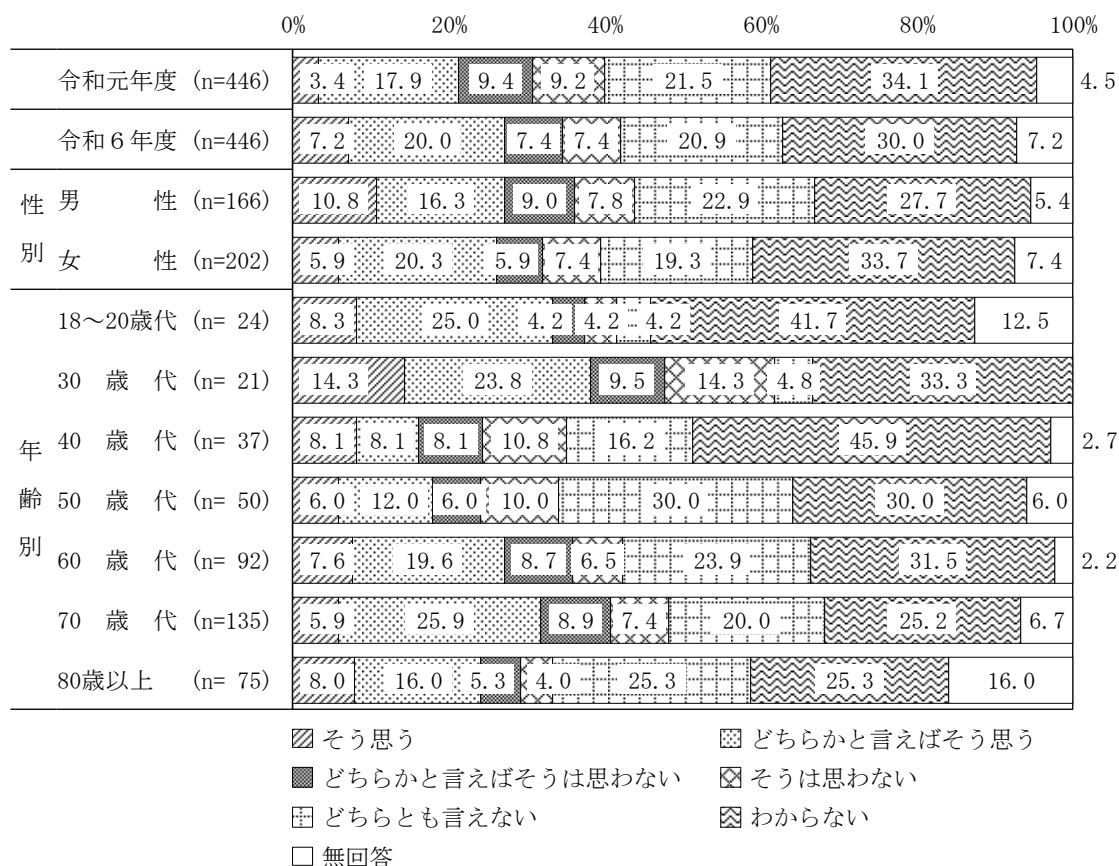 0% 20% 40% 60% 80% 100%
令和元年度 (n=446) 3.4 17.9 9.4 9.2 21.5 34.1 4.5
令和６年度 (n=446) 7.2 20.0 7.4 7.4 20.9 30.0 7.2
性別
男 性 (n=166) 10.8 16.3 9.0 7.8 22.9 27.7 5.4
女 性 (n=202) 5.9 20.3 5.9 7.4 19.3 33.7 7.4
年齢別
18～20歳代 (n= 24) 8.3 25.0 4.2 4.2 4.2 41.7 12.5
30 歳 代 (n= 21) 14.3 23.8 9.5 14.3 4.8 33.3
40 歳 代 (n= 37) 8.1 8.1 8.1 10.8 16.2 45.9 2.7
50 歳 代 (n= 50) 6.0 12.0 6.0 10.0 30.0 30.0 6.0
60 歳 代 (n= 92) 7.6 19.6 8.7 6.5 23.9 31.5 2.2
70 歳 代 (n=135) 5.9 25.9 8.9 7.4 20.0 25.2 6.7
80歳以上 (n= 75) 8.0 16.0 5.3 4.0 25.3 25.3 16.0
そう思う どちらかと言えばそう思う
どちらかと言えばそうは思わない そうは思わない
どちらとも言えない わからない
無回答